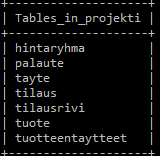 Tables_in_projekti
hintaryhma
palaute
tayte
tilaus
tilausrivi
tuote
tuotteentaytteet